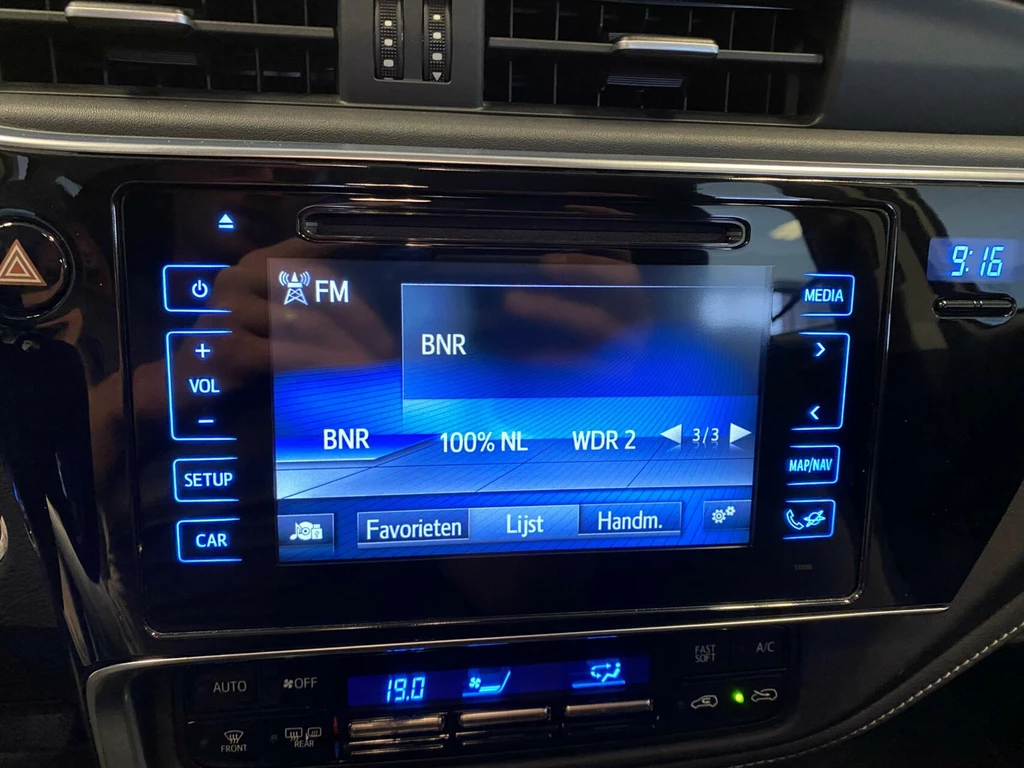 9:16
FM
MEDIA
BNR
+
VOL
−
BNR 100% NL WDR 2 3/3
MAP/NAV
SETUP
Favorieten Lijst Handm.
CAR
FAST
SOFT
A/C
AUTO
OFF
19.0
FRONT
REAR